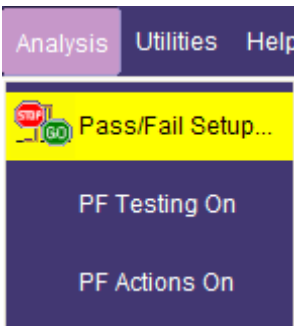 Analysis Utilities Help
STOP GO Pass/Fail Setup...
PF Testing On
PF Actions On